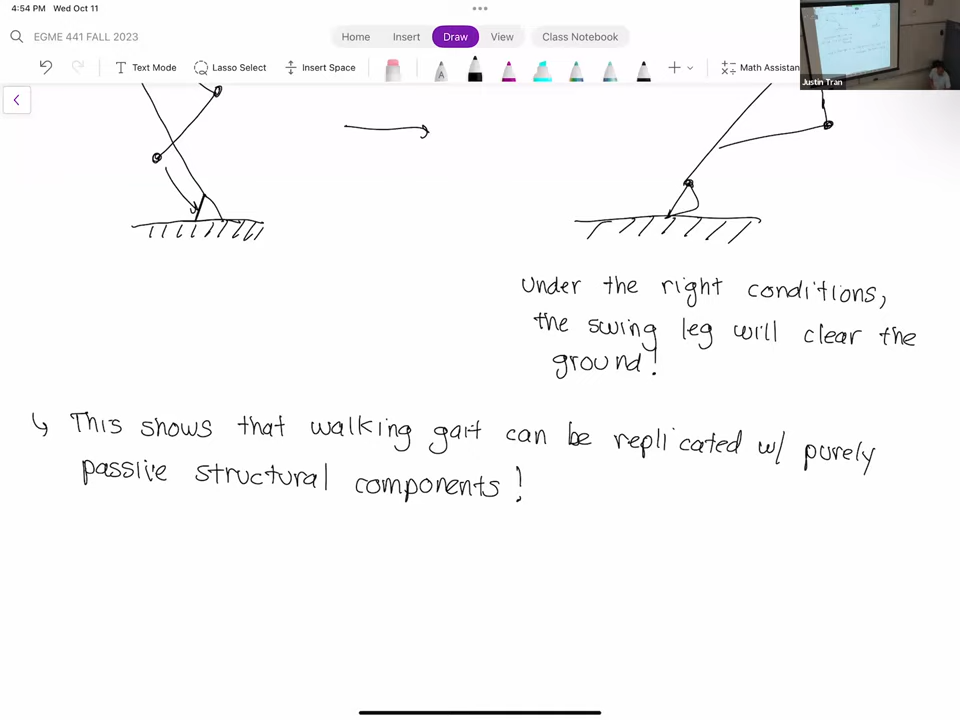 4:54 PM Wed Oct 11
EGME 441 FALL 2023
Home Insert Draw View Class Notebook
Text Mode Lasso Select Insert Space Math Assistan
Justin Tran
Under the right conditions,
the swing leg will clear the
ground!
↳ This shows that walking gait can be replicated w/ purely
passive structural components!